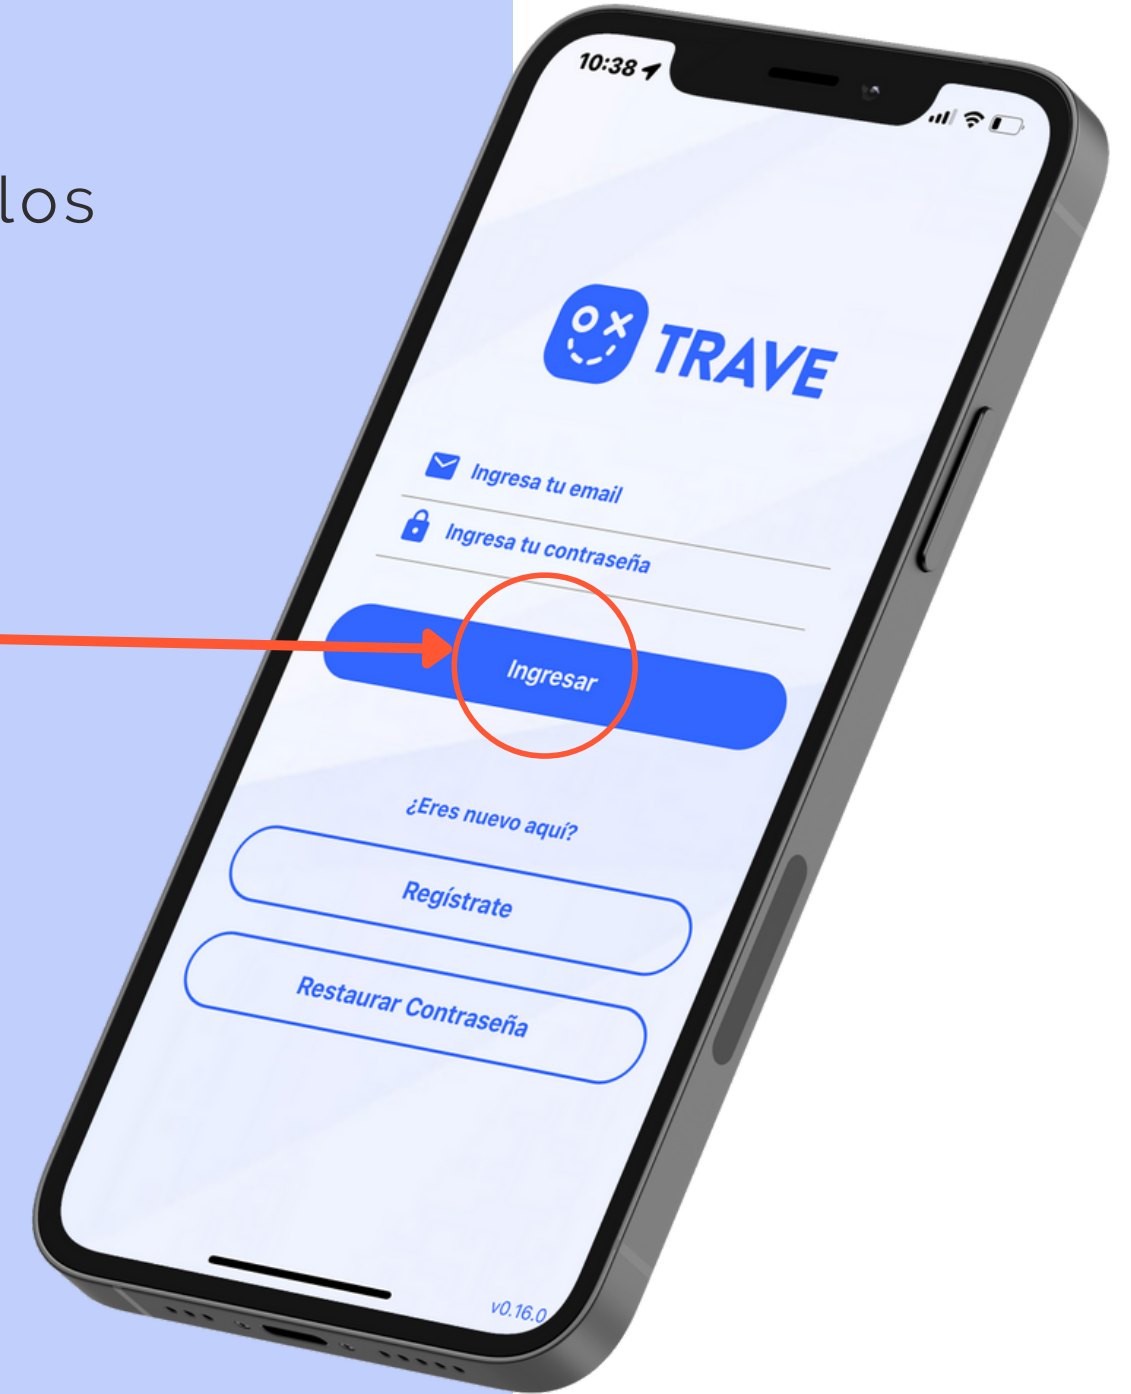 los
10:38
TRAVE
Ingresa tu email
Ingresa tu contraseña
Ingresar
¿Eres nuevo aquí?
Regístrate
Restaurar Contraseña
v0.16.0